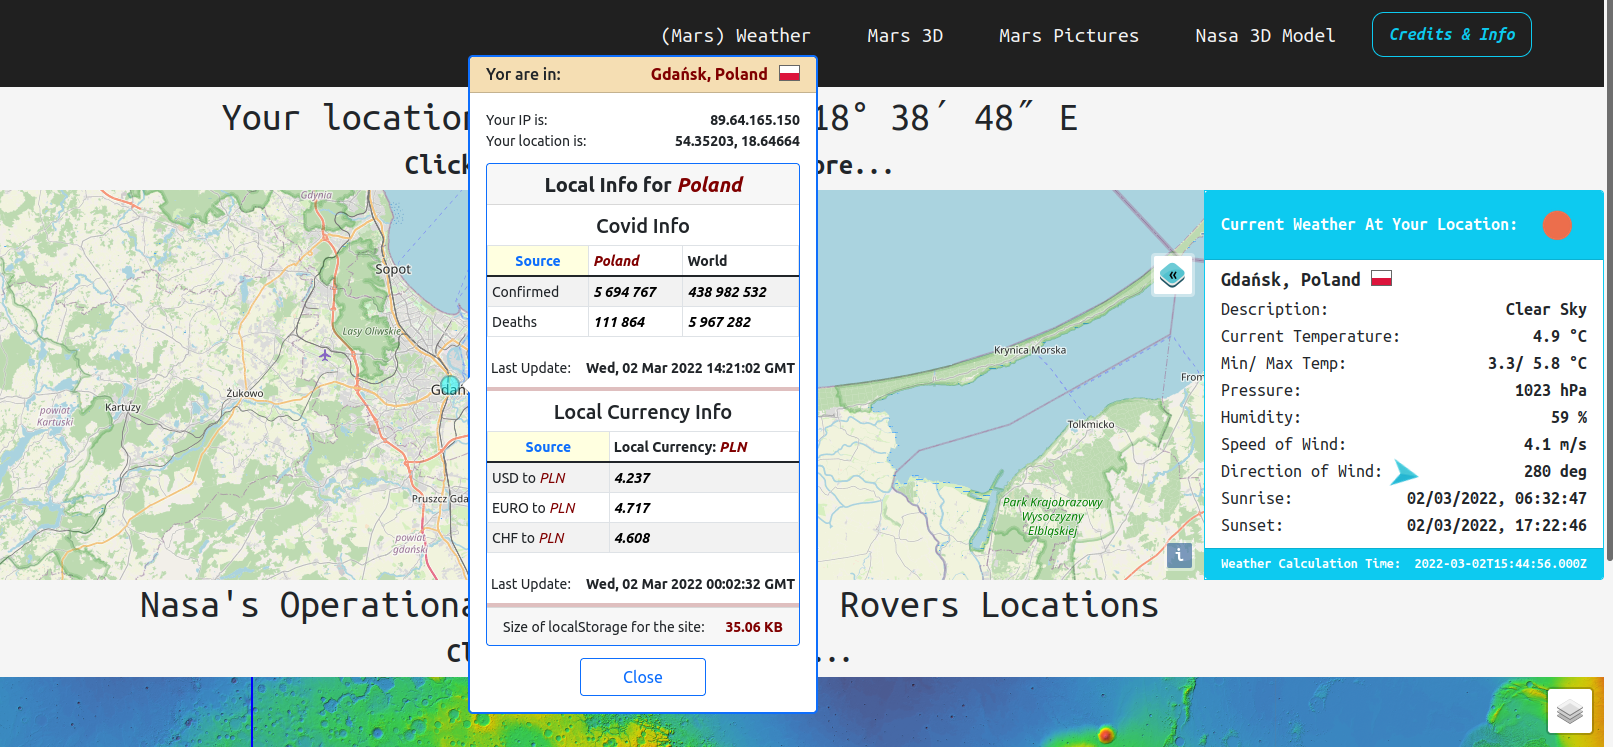 (Mars) Weather Mars 3D Mars Pictures Nasa 3D Model Credits & Info
Yor are in: Gdańsk, Poland
Your location
18° 38′ 48″ E
Your IP is: 89.64.165.150
Your location is: 54.35203, 18.64664
Local Info for Poland
Covid Info
Source Poland World
Confirmed 5 694 767 438 982 532
Deaths 111 864 5 967 282
Last Update: Wed, 02 Mar 2022 14:21:02 GMT
Local Currency Info
Source Local Currency: PLN
USD to PLN 4.237
EURO to PLN 4.717
CHF to PLN 4.608
Last Update: Wed, 02 Mar 2022 00:02:32 GMT
Size of localStorage for the site: 35.06 KB
Close
Click
ore...
Gdynia
Sopot
Lasy Oliwskie
Gdań
Żukowo
Kartuzy
powiat
Kartuski
Pruszcz Gda
powiat
gdański
«
Krynica Morska
From
Tolkmicko
Park Krajobrazowy
Wysoczyzny
Elbląskiej
i
Current Weather At Your Location:
Gdańsk, Poland
Description: Clear Sky
Current Temperature: 4.9 °C
Min/ Max Temp: 3.3/ 5.8 °C
Pressure: 1023 hPa
Humidity: 59 %
Speed of Wind: 4.1 m/s
Direction of Wind: 280 deg
Sunrise: 02/03/2022, 06:32:47
Sunset: 02/03/2022, 17:22:46
Weather Calculation Time: 2022-03-02T15:44:56.000Z
Nasa's Operationa
Rovers Locations
Cl
...